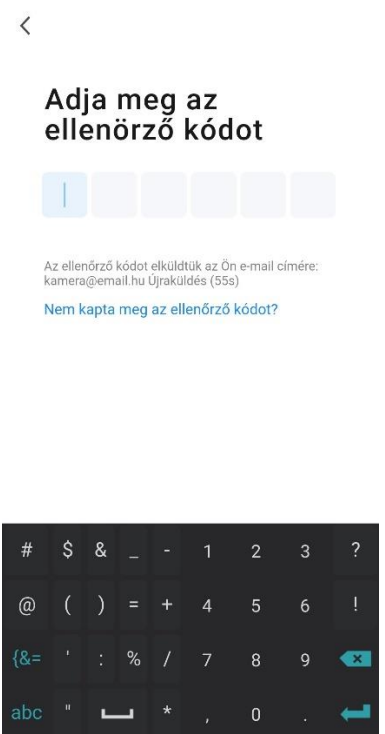 Adja meg az
ellenörző kódot
Az ellenőrző kódot elküldtük az Ön e-mail címére:
kamera@email.hu Újraküldés (55s)
Nem kapta meg az ellenőrző kódot?
# $ & _ - 1 2 3 ?
@ ( ) = + 4 5 6 !
{&= ' : % / 7 8 9
abc " * , 0 .